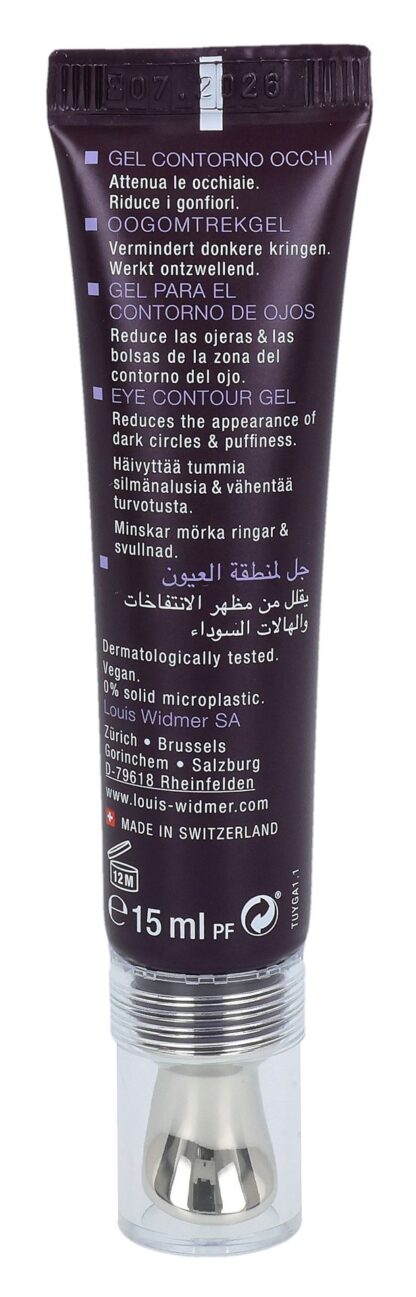 E07.2026
GEL CONTORNO OCCHI
Attenua le occhiaie.
Riduce i gonfiori.
OOGOMTREKGEL
Vermindert donkere kringen.
Werkt ontzwellend.
GEL PARA EL
CONTORNO DE OJOS
Reduce las ojeras & las
bolsas de la zona del
contorno del ojo.
EYE CONTOUR GEL
Reduces the appearance of
dark circles & puffiness.
Häivyttää tummia
silmänalusia & vähentää
turvotusta.
Minskar mörka ringar &
svullnad.
جل لمنطقة العيون
يقلل من مظهر الانتفاخات
والهالات السوداء
Dermatologically tested.
Vegan.
0% solid microplastic.
Louis Widmer SA
Zürich • Brussels
Gorinchem • Salzburg
D-79618 Rheinfelden
www.louis-widmer.com
MADE IN SWITZERLAND
12M
e15 ml PF
TUYGA1.1